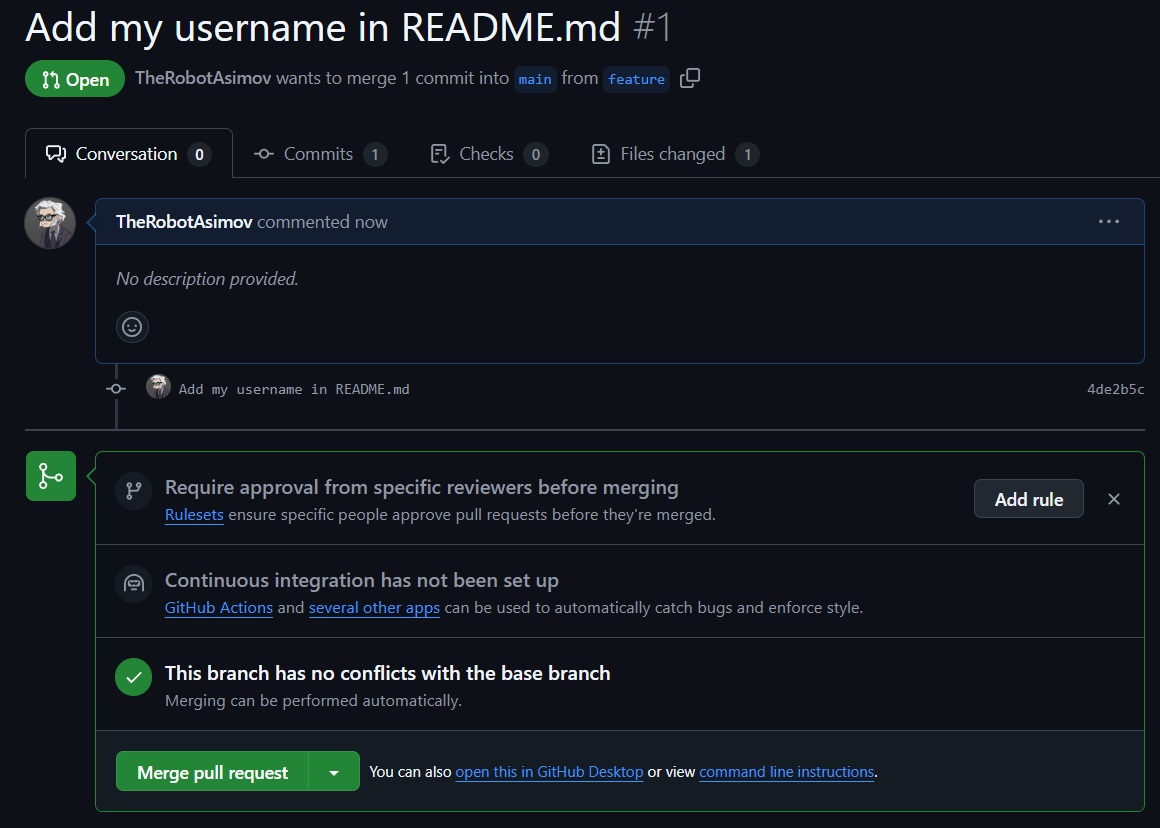 Add my username in README.md #1
Open TheRobotAsimov wants to merge 1 commit into main from feature
Conversation 0 Commits 1 Checks 0 Files changed 1
TheRobotAsimov commented now
No description provided.
Add my username in README.md 4de2b5c
Require approval from specific reviewers before merging
Rulesets ensure specific people approve pull requests before they're merged.
Add rule
Continuous integration has not been set up
GitHub Actions and several other apps can be used to automatically catch bugs and enforce style.
This branch has no conflicts with the base branch
Merging can be performed automatically.
Merge pull request You can also open this in GitHub Desktop or view command line instructions.